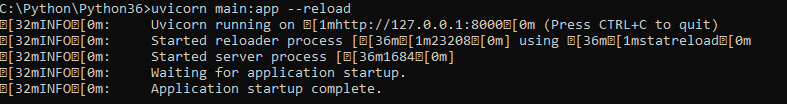 C:\Python\Python36>uvicorn main:app --reload
�[32mINFO�[0m:     Uvicorn running on �[1mhttp://127.0.0.1:8000�[0m (Press CTRL+C to quit)
�[32mINFO�[0m:     Started reloader process [�[36m�[1m23208�[0m] using �[36m�[1mstatreload�[0m
�[32mINFO�[0m:     Started server process [�[36m1684�[0m]
�[32mINFO�[0m:     Waiting for application startup.
�[32mINFO�[0m:     Application startup complete.